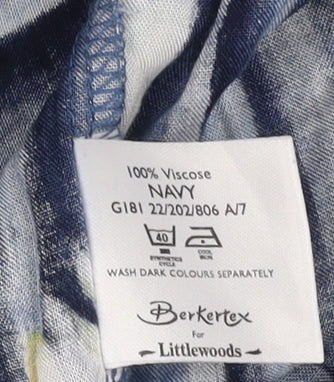 100% Viscose
NAVY
G181 22/202/806 A/7
40
SYNTHETICS COOL
CYCLE IRON
WASH DARK COLOURS SEPARATELY
Berkertex
For
Littlewoods